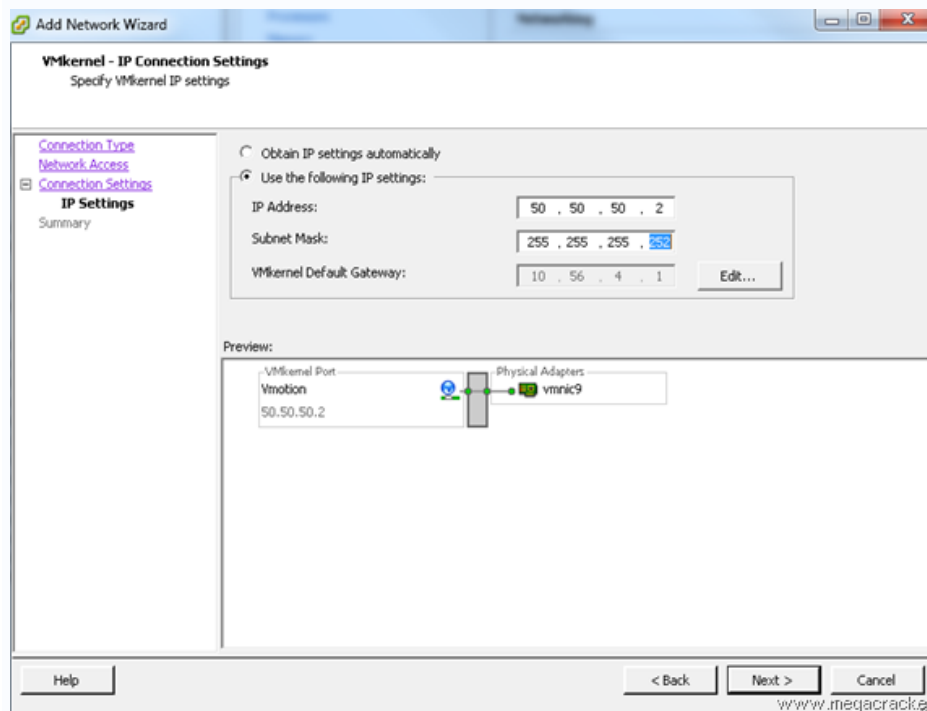 Networking
Add Network Wizard
VMkernel - IP Connection Settings
Specify VMkernel IP settings
Connection Type
Network Access
Connection Settings
IP Settings
Summary
Obtain IP settings automatically
Use the following IP settings:
IP Address: 50 . 50 . 50 . 2
Subnet Mask: 255 . 255 . 255 . 252
VMkernel Default Gateway: 10 . 56 . 4 . 1 Edit...
Preview:
VMkernel Port Physical Adapters
Vmotion vmnic9
50.50.50.2
Help < Back Next > Cancel
www.megacracke